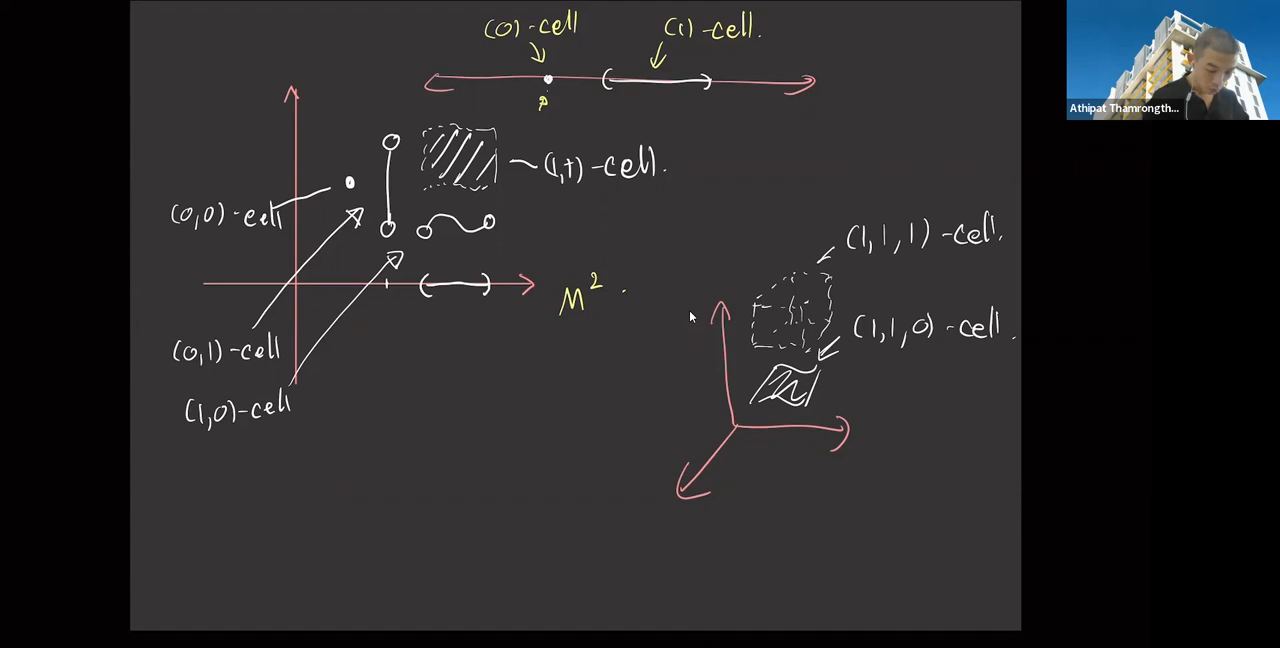 (0)-cell
(1)-cell.
p
(1,1)-cell.
(0,0)-cell
M².
(0,1)-cell
(1,0)-cell
(1,1,1)-cell.
(1,1,0)-cell.
Athipat Thamrongth...